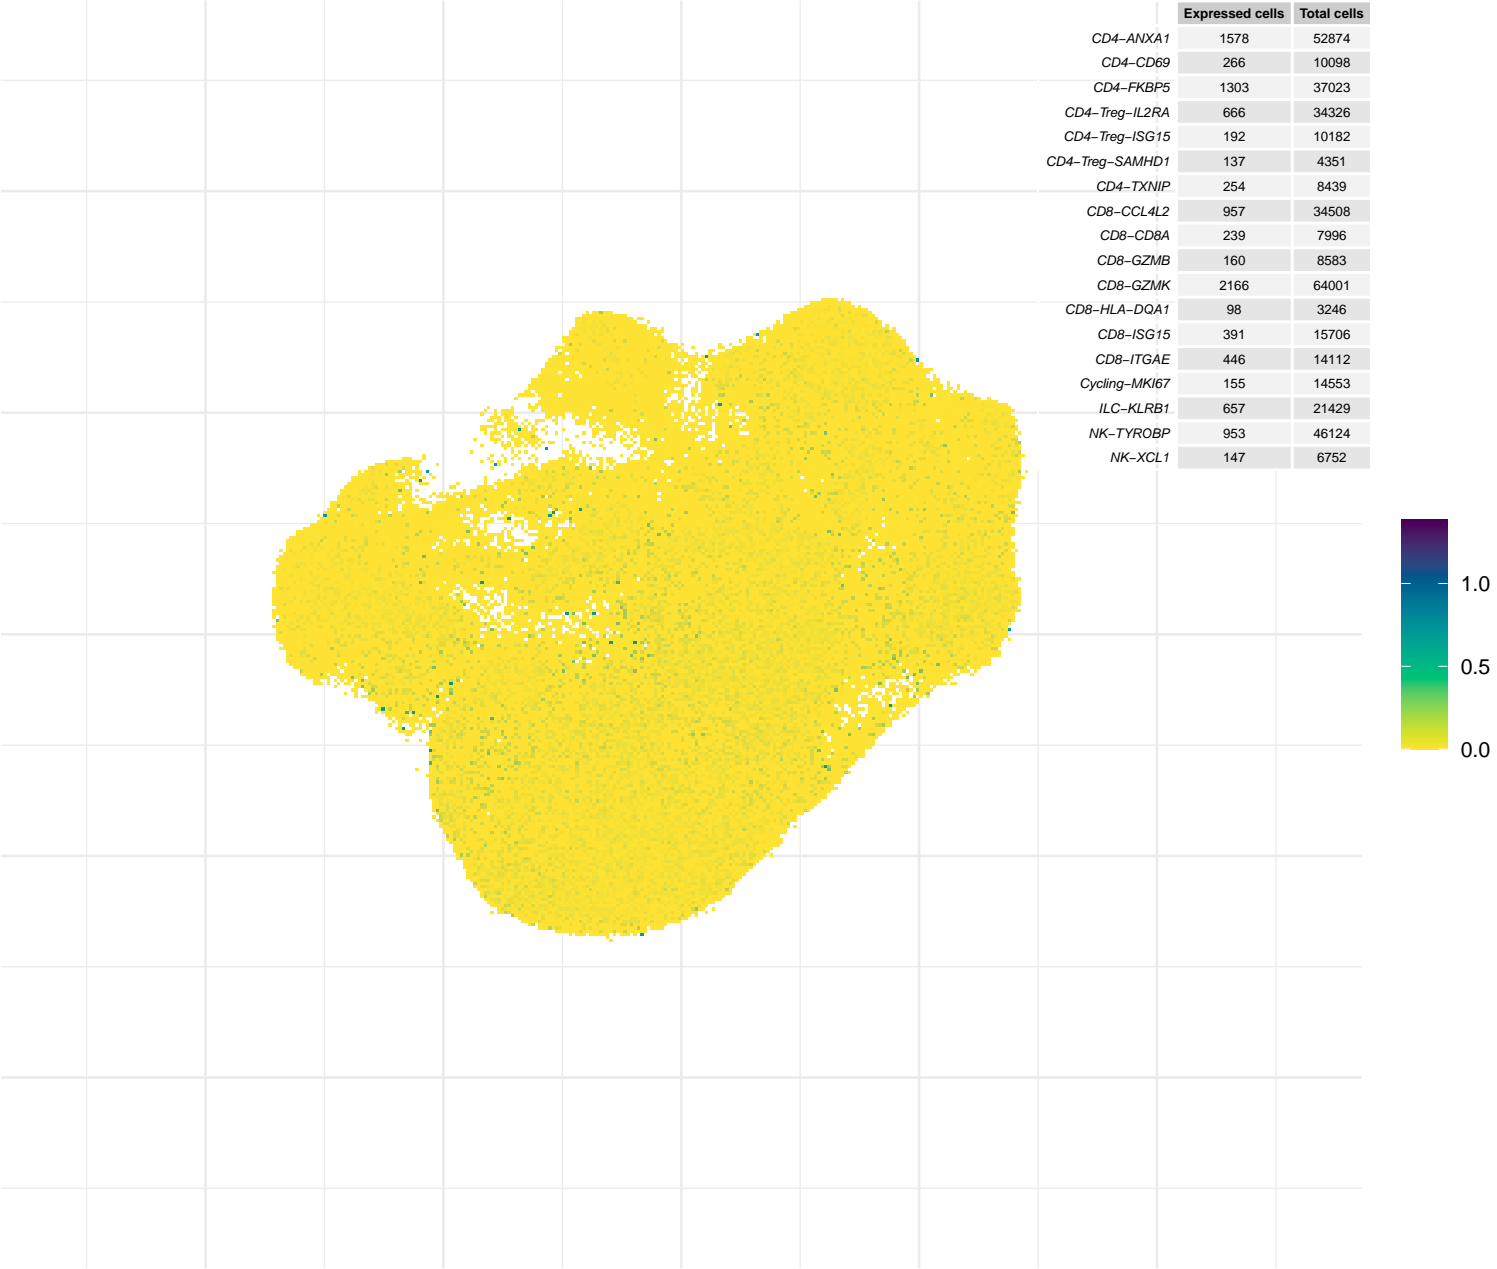 Expressed cells Total cells
CD4−ANXA1 1578 52874
CD4−CD69 266 10098
CD4−FKBP5 1303 37023
CD4−Treg−IL2RA 666 34326
CD4−Treg−ISG15 192 10182
CD4−Treg−SAMHD1 137 4351
CD4−TXNIP 254 8439
CD8−CCL4L2 957 34508
CD8−CD8A 239 7996
CD8−GZMB 160 8583
CD8−GZMK 2166 64001
CD8−HLA−DQA1 98 3246
CD8−ISG15 391 15706
CD8−ITGAE 446 14112
Cycling−MKI67 155 14553
ILC−KLRB1 657 21429
NK−TYROBP 953 46124
NK−XCL1 147 6752
1.0
0.5
0.0